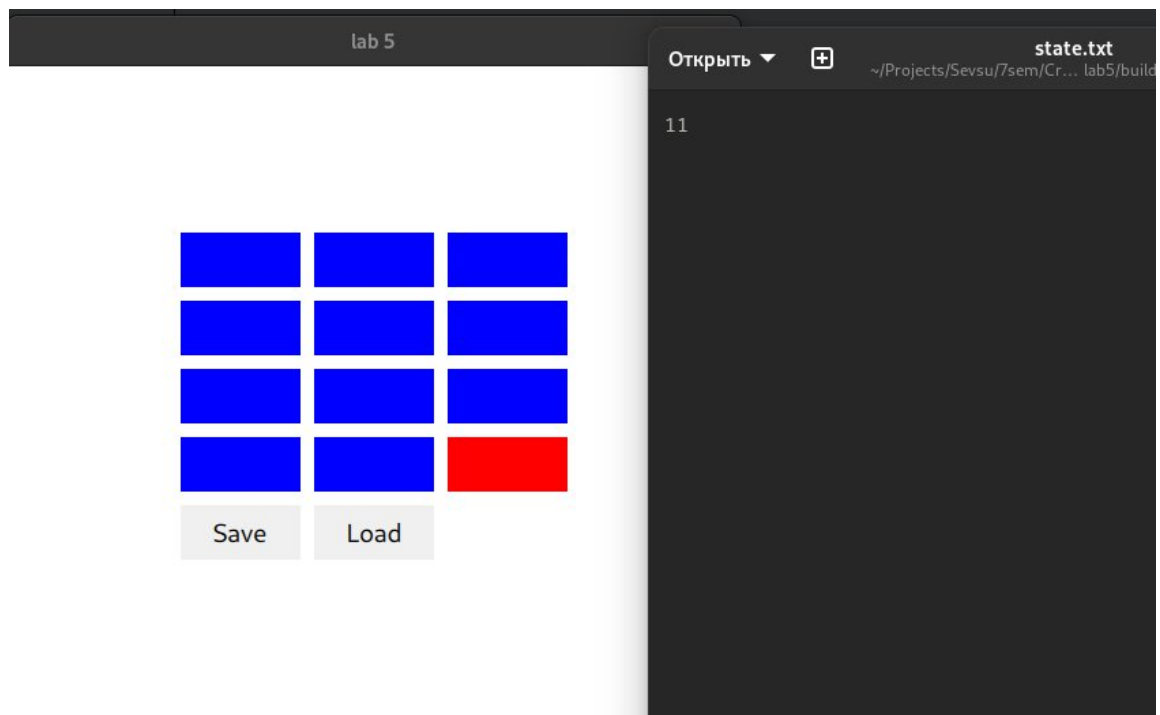 lab 5
Открыть
state.txt
~/Projects/Sevsu/7sem/Cr... lab5/build
11
Save
Load